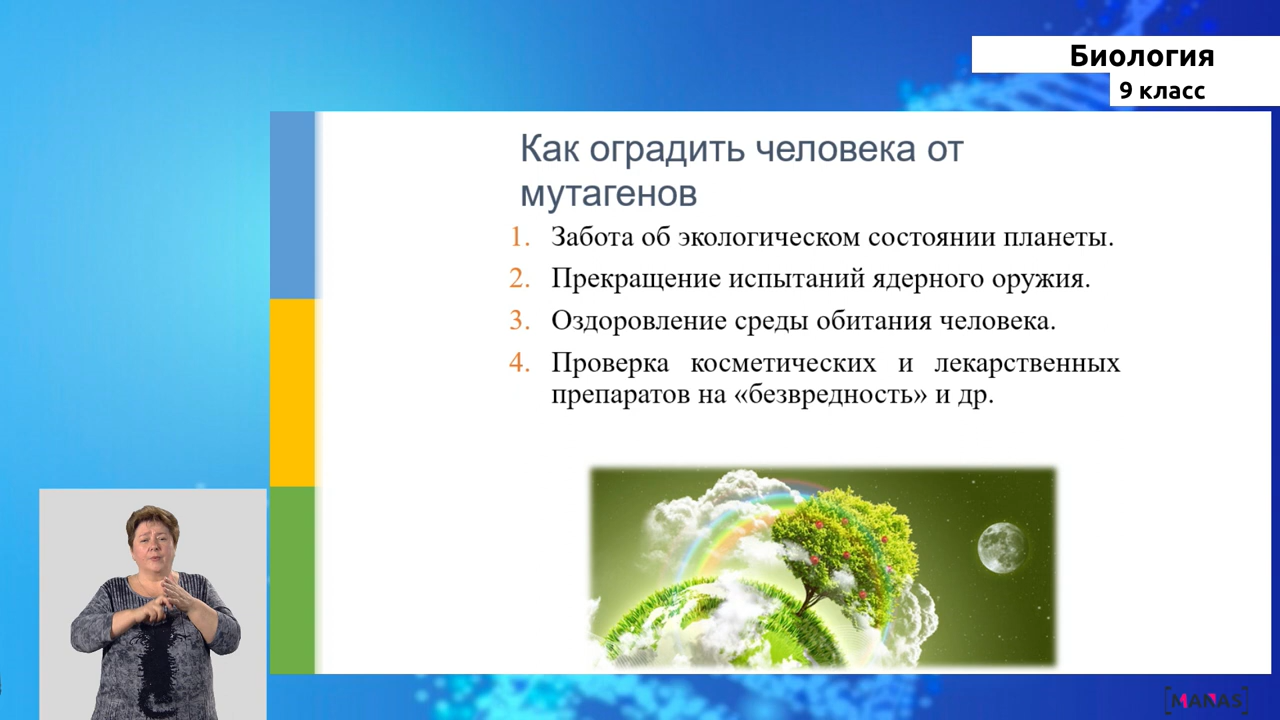 Биология
9 класс
Как оградить человека от
мутагенов
1. Забота об экологическом состоянии планеты.
2. Прекращение испытаний ядерного оружия.
3. Оздоровление среды обитания человека.
4. Проверка косметических и лекарственных
препаратов на «безвредность» и др.
[MANAS]